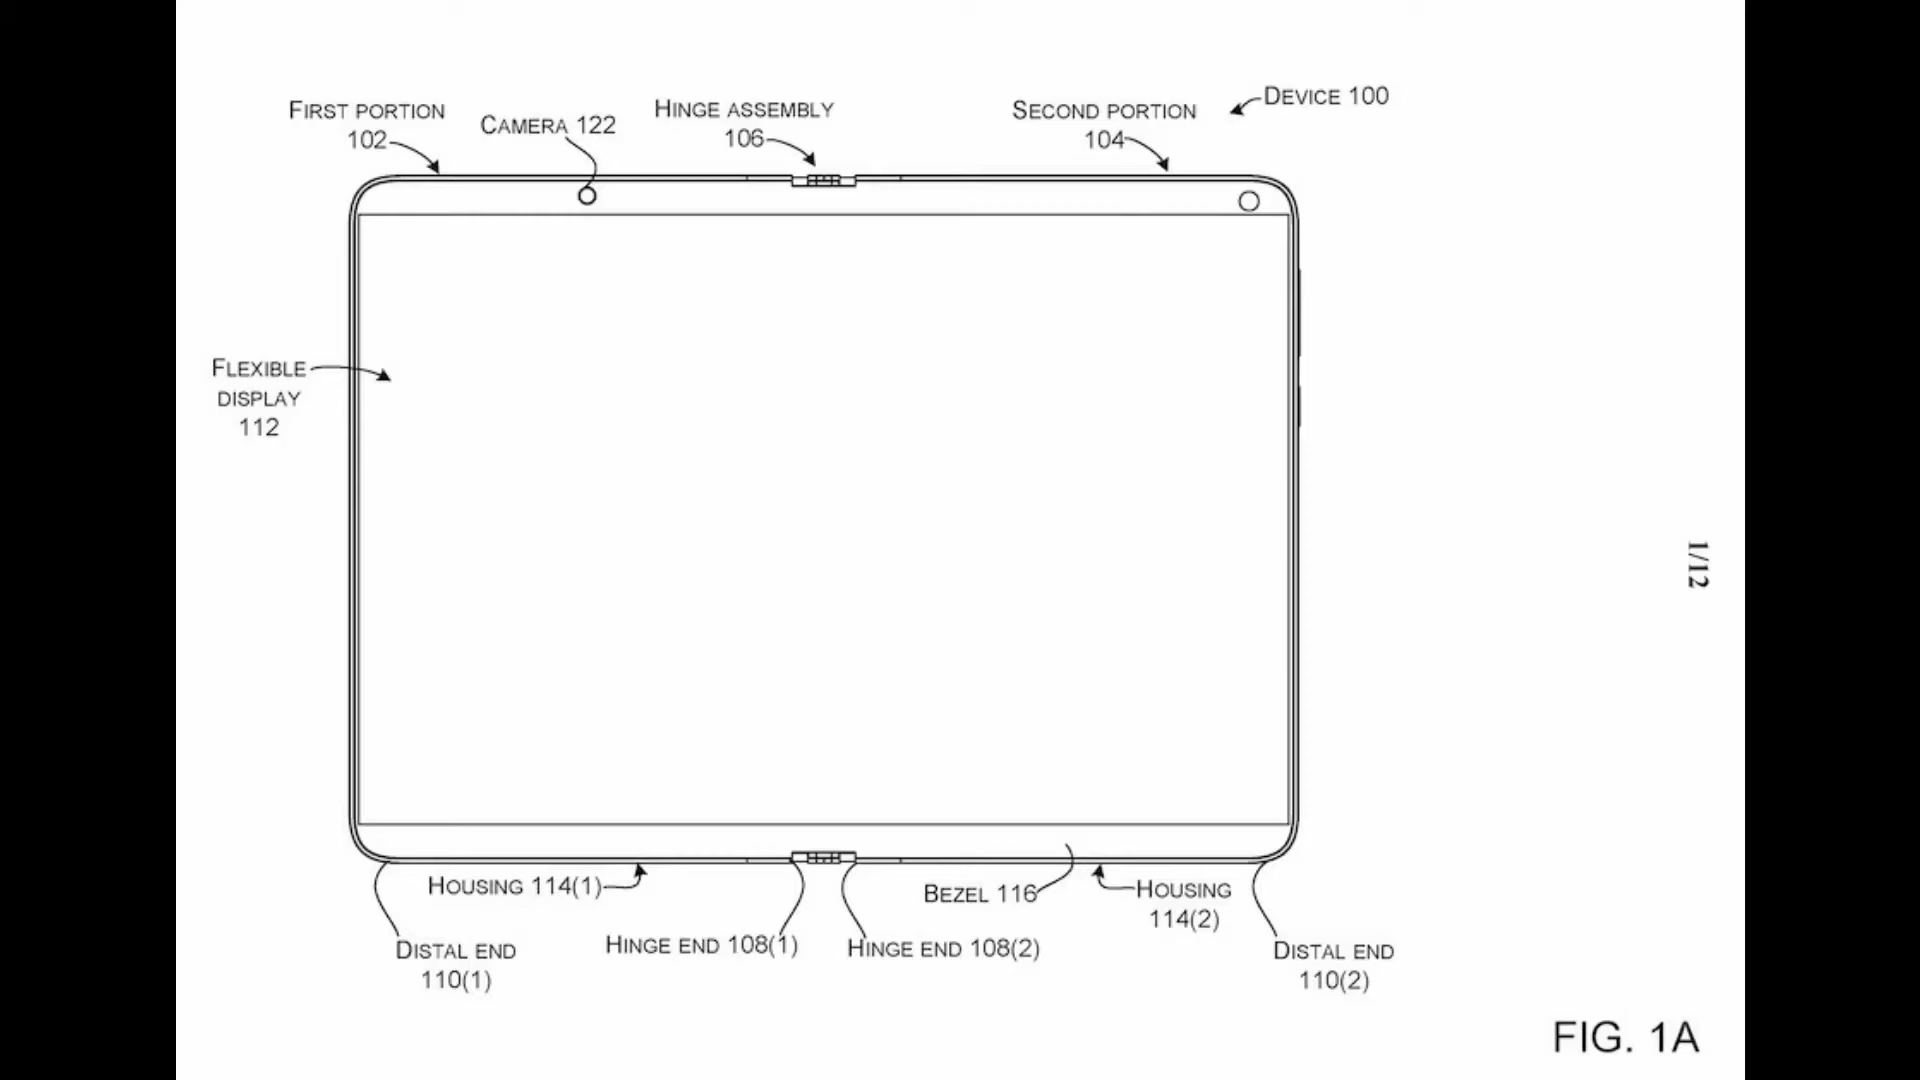 FIRST PORTION
102
CAMERA 122
HINGE ASSEMBLY
106
SECOND PORTION
104
DEVICE 100
FLEXIBLE
DISPLAY
112
1/12
HOUSING 114(1)
BEZEL 116
HOUSING
114(2)
DISTAL END
110(1)
HINGE END 108(1)
HINGE END 108(2)
DISTAL END
110(2)
FIG. 1A